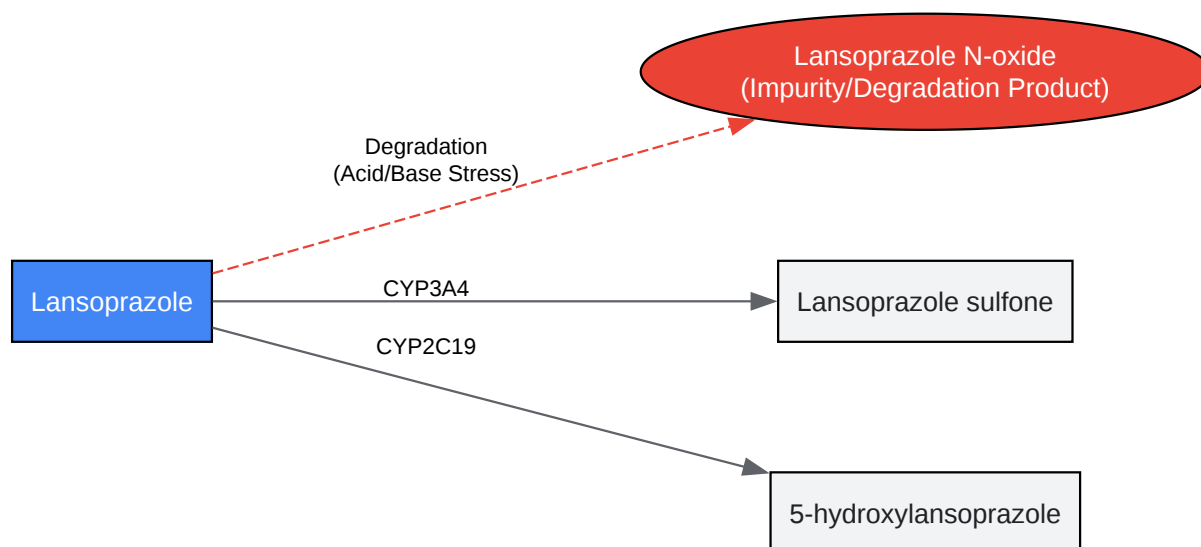 Lansoprazole N-oxide
(Impurity/Degradation Product)
Degradation
(Acid/Base Stress)
Lansoprazole
CYP3A4
Lansoprazole sulfone
CYP2C19
5-hydroxylansoprazole